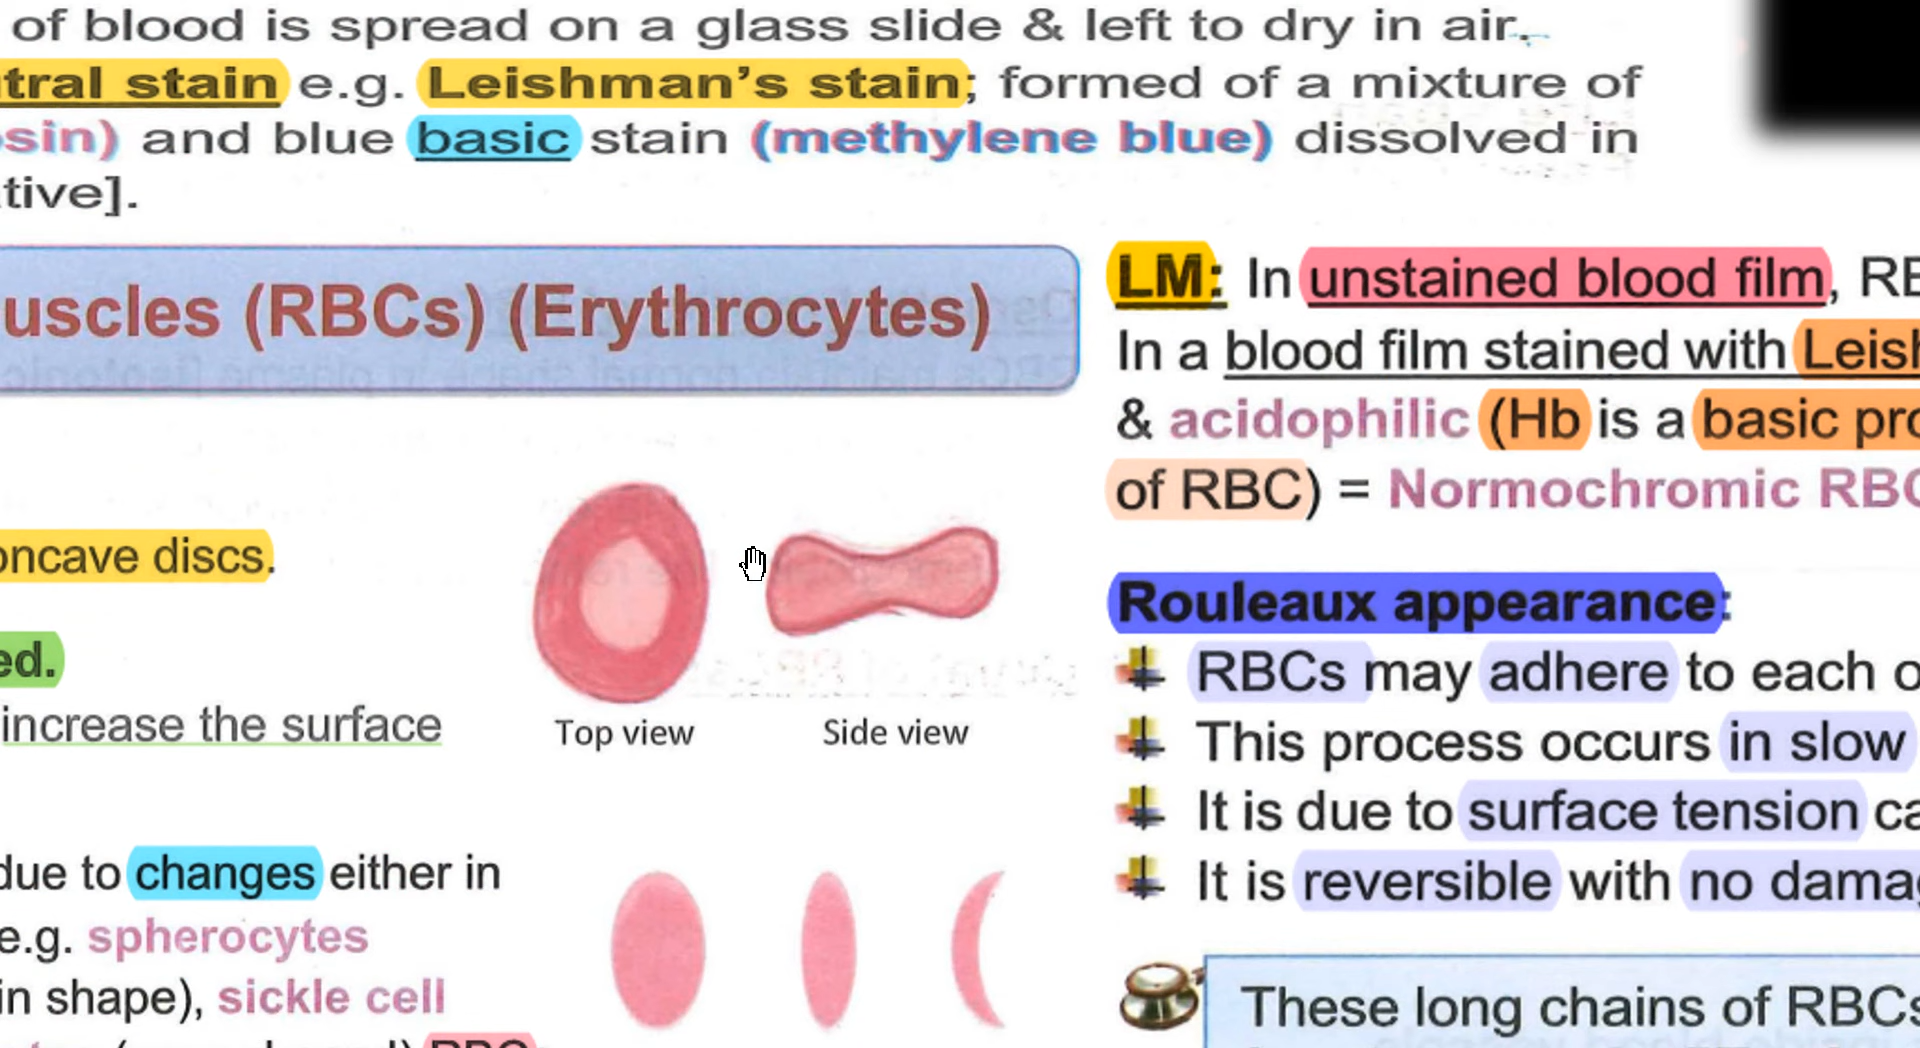 of blood is spread on a glass slide & left to dry in air.
tral stain e.g. Leishman's stain; formed of a mixture of
sin) and blue basic stain (methylene blue) dissolved in
tive].
uscles (RBCs) (Erythrocytes)
oncave discs.
ed.
increase the surface
Top view
Side view
due to changes either in
e.g. spherocytes
in shape), sickle cell
LM: In unstained blood film, RB
In a blood film stained with Leish
& acidophilic (Hb is a basic pro
of RBC) = Normochromic RBC
Rouleaux appearance:
RBCs may adhere to each o
This process occurs in slow
It is due to surface tension ca
It is reversible with no damag
These long chains of RBCs